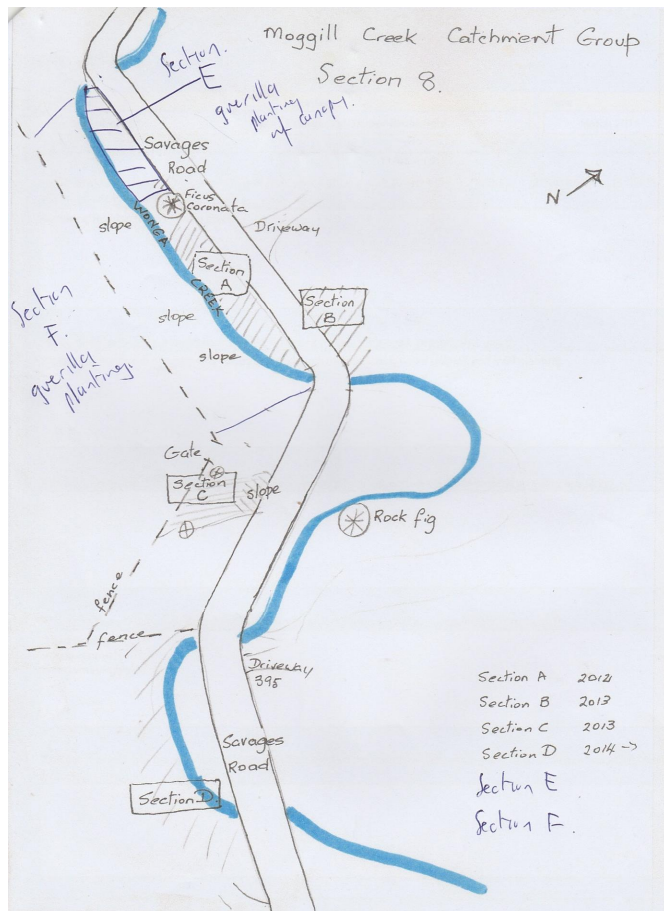 Moggill Creek Catchment Group
Section 8.
Section.
E
guerilla
planting
w/ canopy.
Savages
Road
N
Ficus
Coronata
WONGA
CREEK
slope
Driveway
Section
A
Section
B
slope
slope
Section
F.
guerilla
planting.
Gate
Section
C
slope
Rock fig
fence
fence
Driveway
395
Savages
Road
Section D
Section A 2012
Section B 2013
Section C 2013
Section D 2014 →
Section E
Section F.